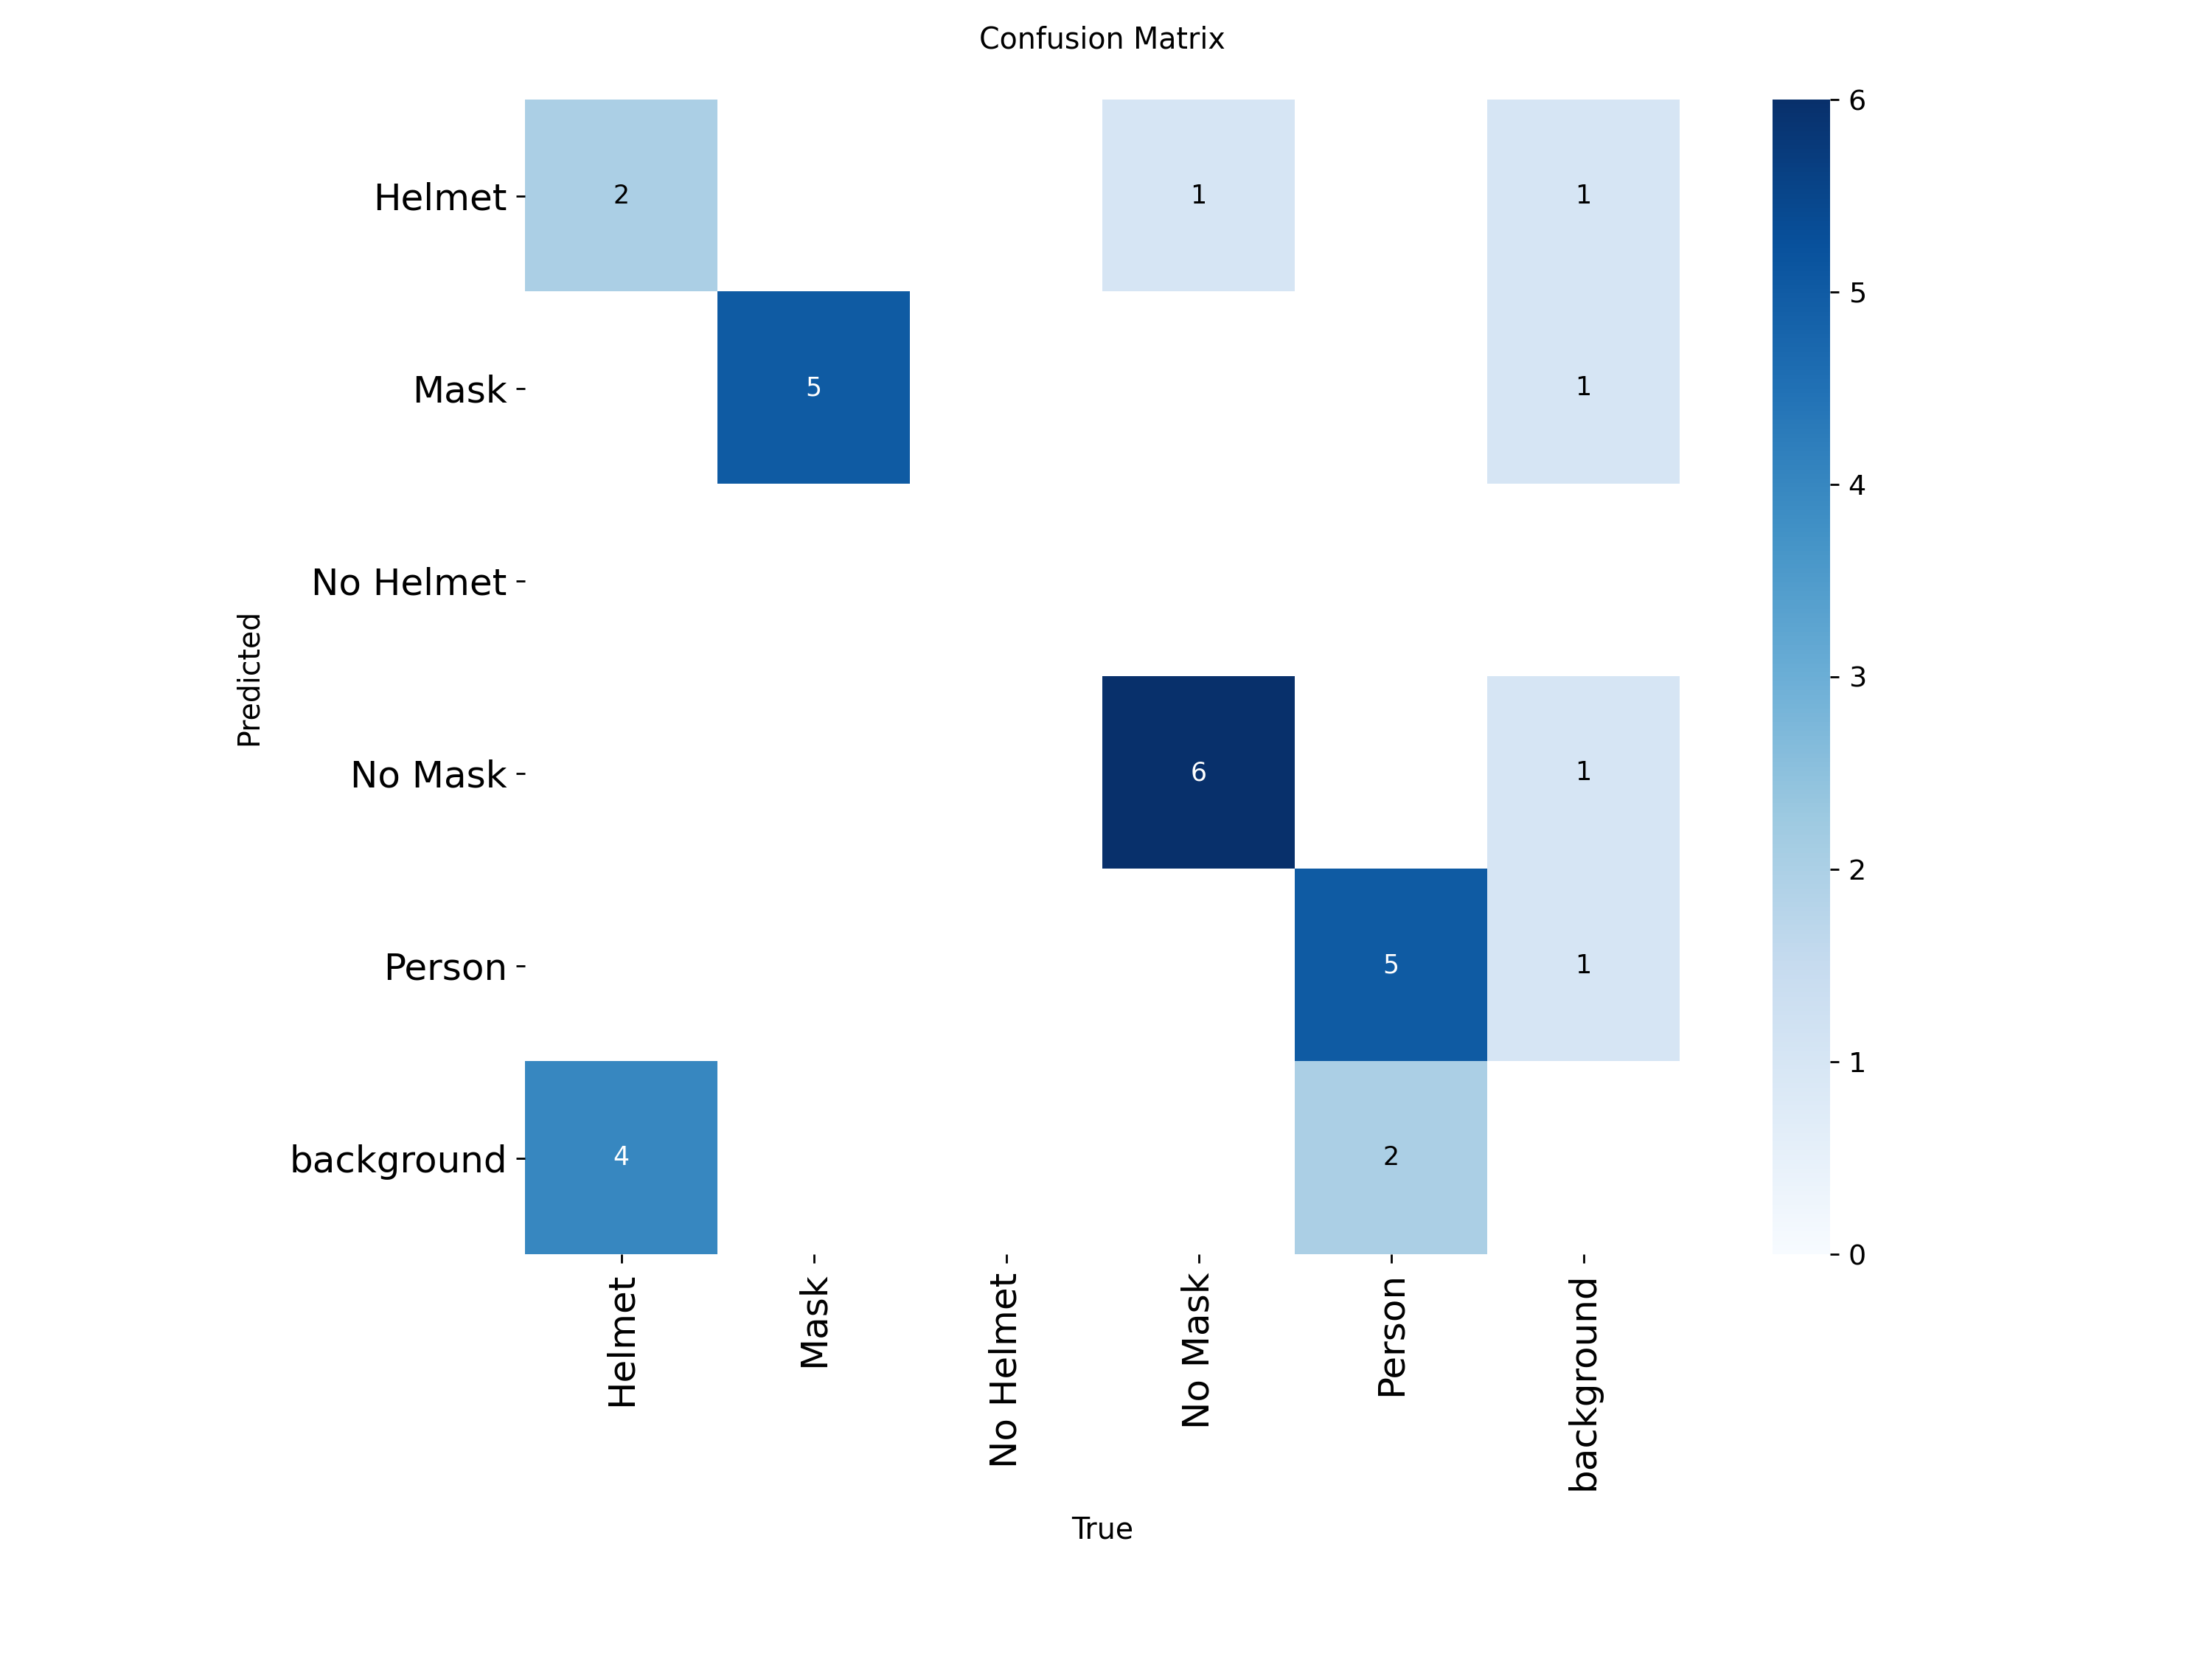 Confusion Matrix
Helmet
2
1
1
6
Mask
5
1
5
No Helmet
4
Predicted
3
No Mask
6
1
2
Person
5
1
1
background
4
2
0
Helmet
Mask
No Helmet
No Mask
Person
background
True